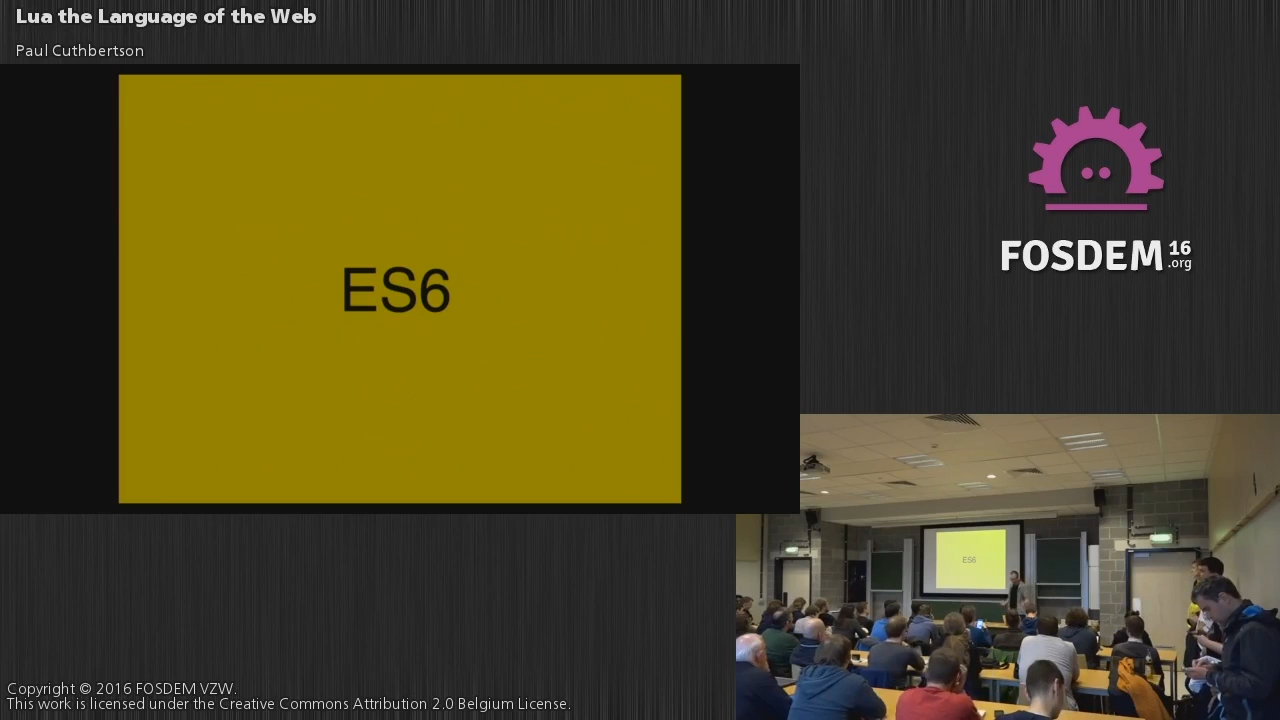 Lua the Language of the Web
Paul Cuthbertson
ES6
FOSDEM 16
.org
ES6
Copyright © 2016 FOSDEM VZW.
This work is licensed under the Creative Commons Attribution 2.0 Belgium License.